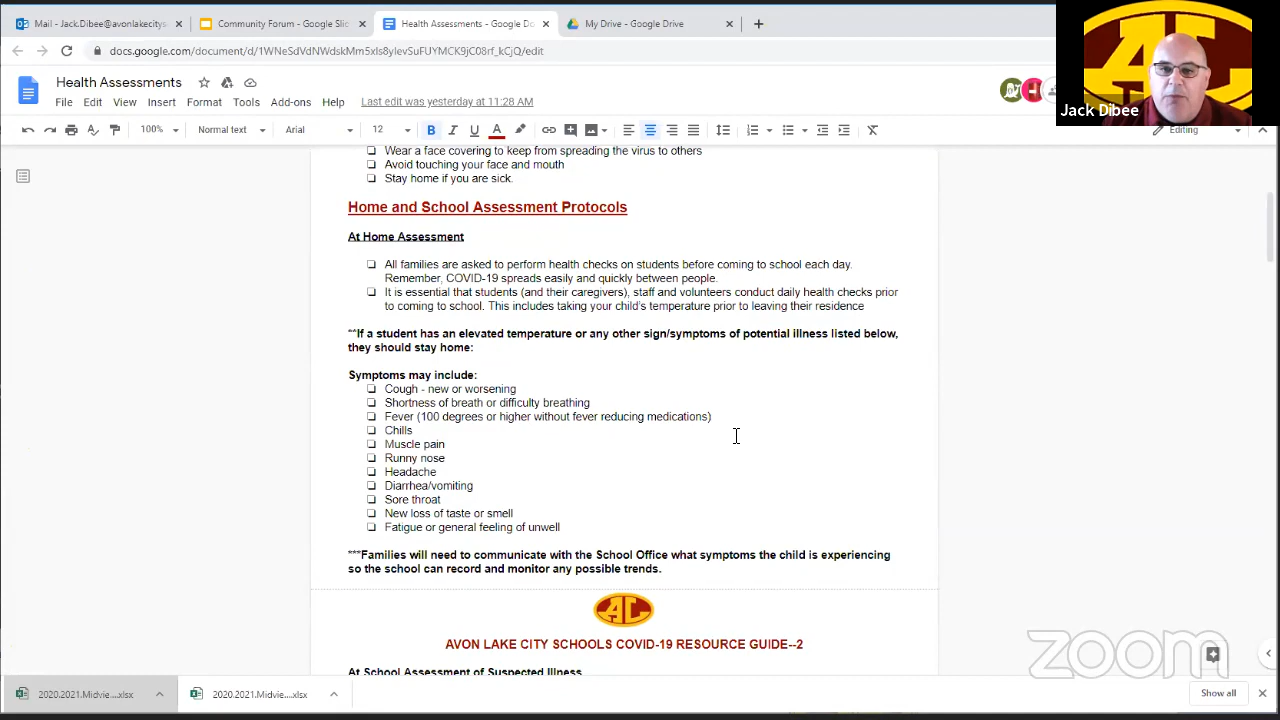 Mail - Jack.Dibee@avonlakecitys
Community Forum - Google Slid
Health Assessments - Google Do
My Drive - Google Drive
docs.google.com/document/d/
Health Assessments
File Edit View Insert Format Tools Add-ons Help Last edit was yesterday at 11:28 AM
100% Normal text Arial 12 B I U A Editing
Jack Dibee
Wear a face covering to keep from spreading the virus to others
Avoid touching your face and mouth
Stay home if you are sick.
Home and School Assessment Protocols
At Home Assessment
All families are asked to perform health checks on students before coming to school each day.
Remember, COVID-19 spreads easily and quickly between people.
It is essential that students (and their caregivers), staff and volunteers conduct daily health checks prior
to coming to school. This includes taking your child's temperature prior to leaving their residence
**If a student has an elevated temperature or any other sign/symptoms of potential illness listed below,
they should stay home:
Symptoms may include:
Cough - new or worsening
Shortness of breath or difficulty breathing
Fever (100 degrees or higher without fever reducing medications)
Chills
Muscle pain
Runny nose
Headache
Diarrhea/vomiting
Sore throat
New loss of taste or smell
Fatigue or general feeling of unwell
***Families will need to communicate with the School Office what symptoms the child is experiencing
so the school can record and monitor any possible trends.
AL
AVON LAKE CITY SCHOOLS COVID-19 RESOURCE GUIDE--2
At School Assessment of Suspected Illness
zoom
2020.2021.Midvie....xlsx
2020.2021.Midvie....xlsx
Show all